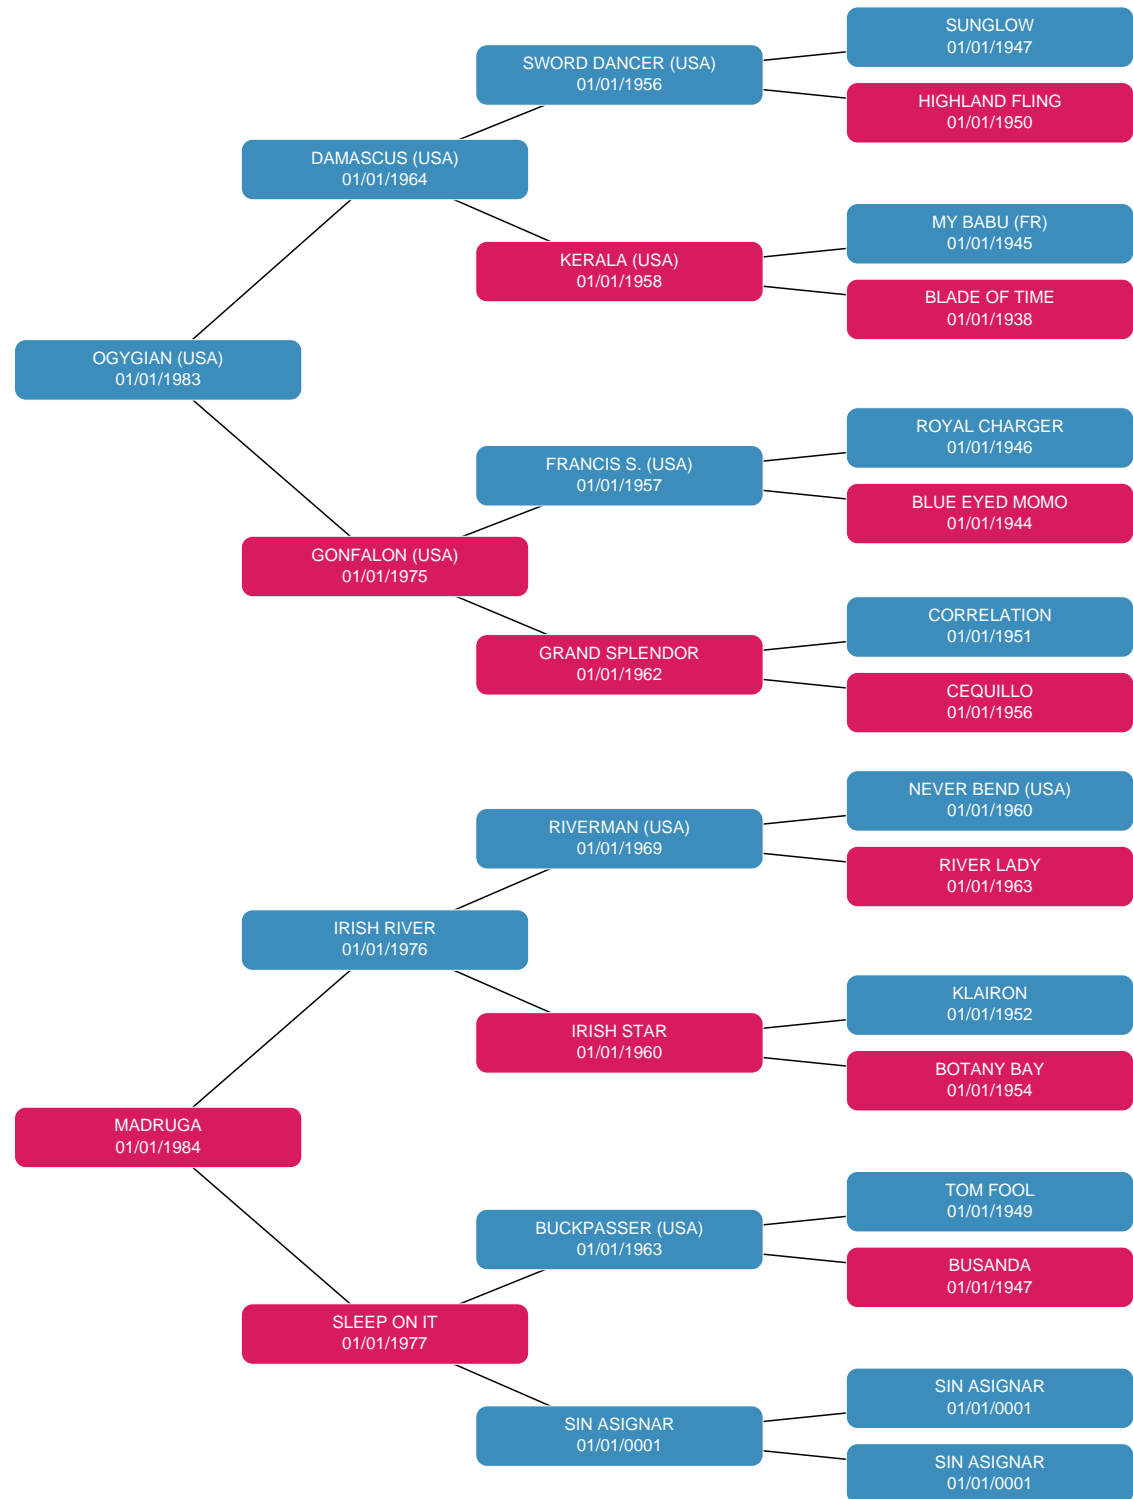 SUNGLOW
01/01/1947
SWORD DANCER (USA)
01/01/1956
HIGHLAND FLING
01/01/1950
DAMASCUS (USA)
01/01/1964
MY BABU (FR)
01/01/1945
KERALA (USA)
01/01/1958
BLADE OF TIME
01/01/1938
OGYGIAN (USA)
01/01/1983
ROYAL CHARGER
01/01/1946
FRANCIS S. (USA)
01/01/1957
BLUE EYED MOMO
01/01/1944
GONFALON (USA)
01/01/1975
CORRELATION
01/01/1951
GRAND SPLENDOR
01/01/1962
CEQUILLO
01/01/1956
NEVER BEND (USA)
01/01/1960
RIVERMAN (USA)
01/01/1969
RIVER LADY
01/01/1963
IRISH RIVER
01/01/1976
KLAIRON
01/01/1952
IRISH STAR
01/01/1960
BOTANY BAY
01/01/1954
MADRUGA
01/01/1984
TOM FOOL
01/01/1949
BUCKPASSER (USA)
01/01/1963
BUSANDA
01/01/1947
SLEEP ON IT
01/01/1977
SIN ASIGNAR
01/01/0001
SIN ASIGNAR
01/01/0001
SIN ASIGNAR
01/01/0001